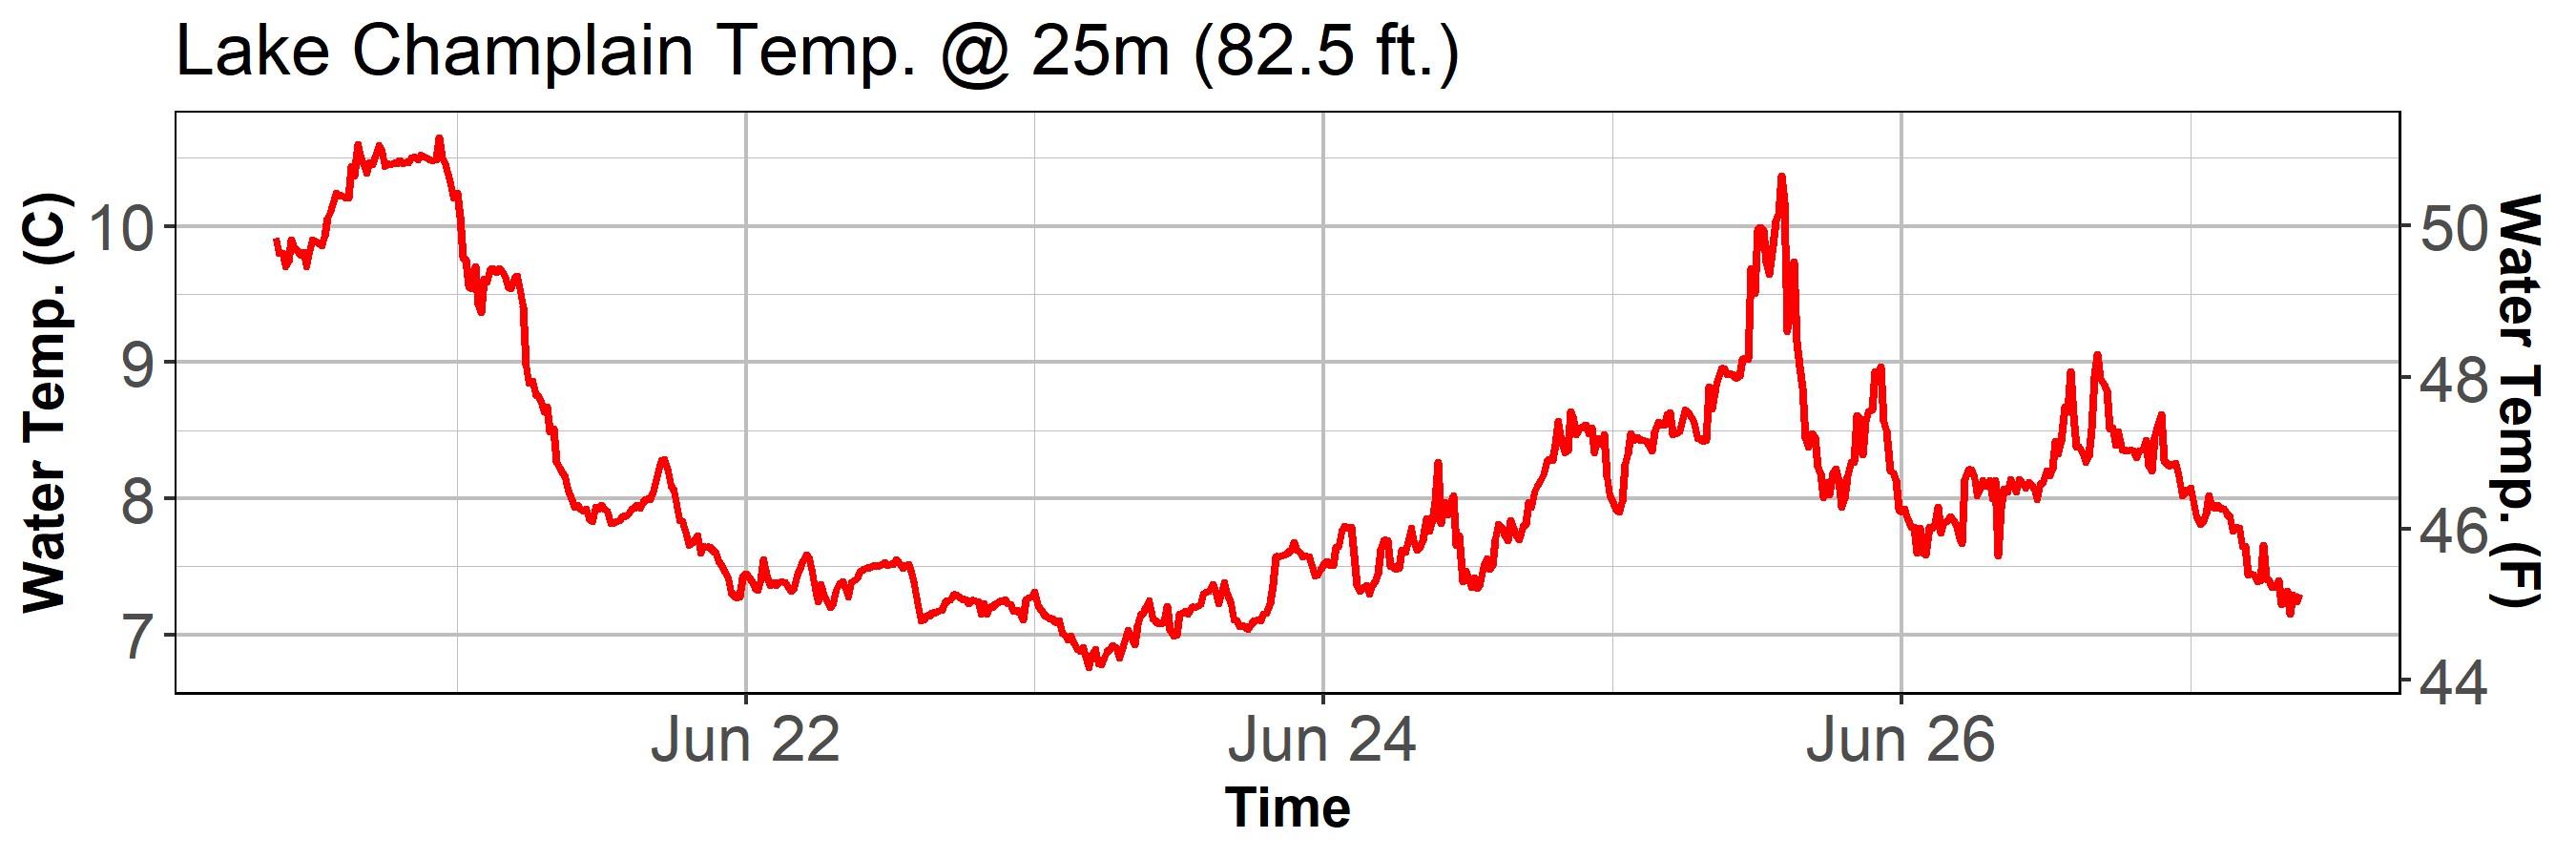 Lake Champlain Temp. @ 25m (82.5 ft.)
Water Temp. (C)
10
9
8
7
50
48
46
44
Water Temp. (F)
Jun 22
Jun 24
Jun 26
Time